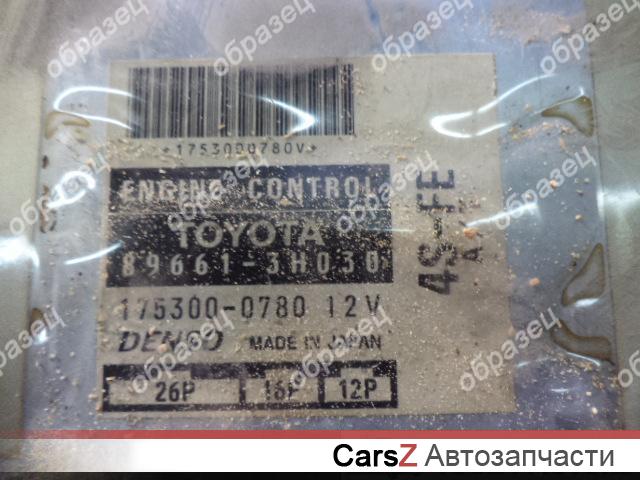 *1753000780V*
ENGINE CONTROL
TOYOTA
89661-3H030
175300-0780 12V
DENSO MADE IN JAPAN
26P 16P 12P
4S-FE
A/T
образец
CarsZ Автозапчасти